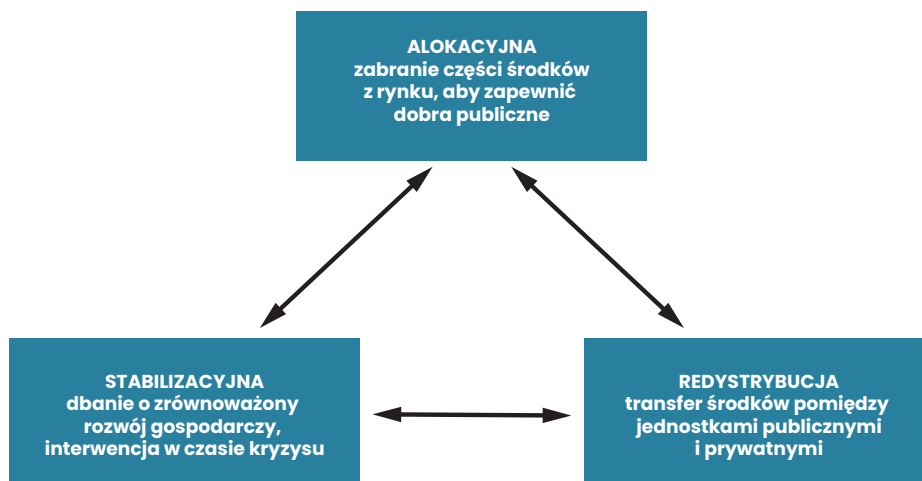 ALOKACYJNA
zabranie części środków
z rynku, aby zapewnić
dobra publiczne
STABILIZACYJNA
dbanie o zrównoważony
rozwój gospodarczy,
interwencja w czasie kryzysu
REDYSTRYBUCJA
transfer środków pomiędzy
jednostkami publicznymi
i prywatnymi